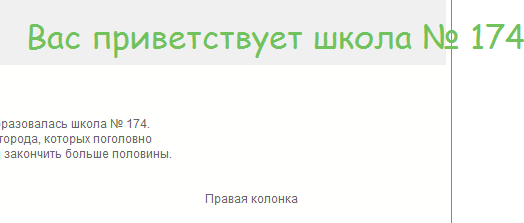 Вас приветствует школа № 174
разовалась школа № 174.
города, которых поголовно
закончить больше половины.
Правая колонка